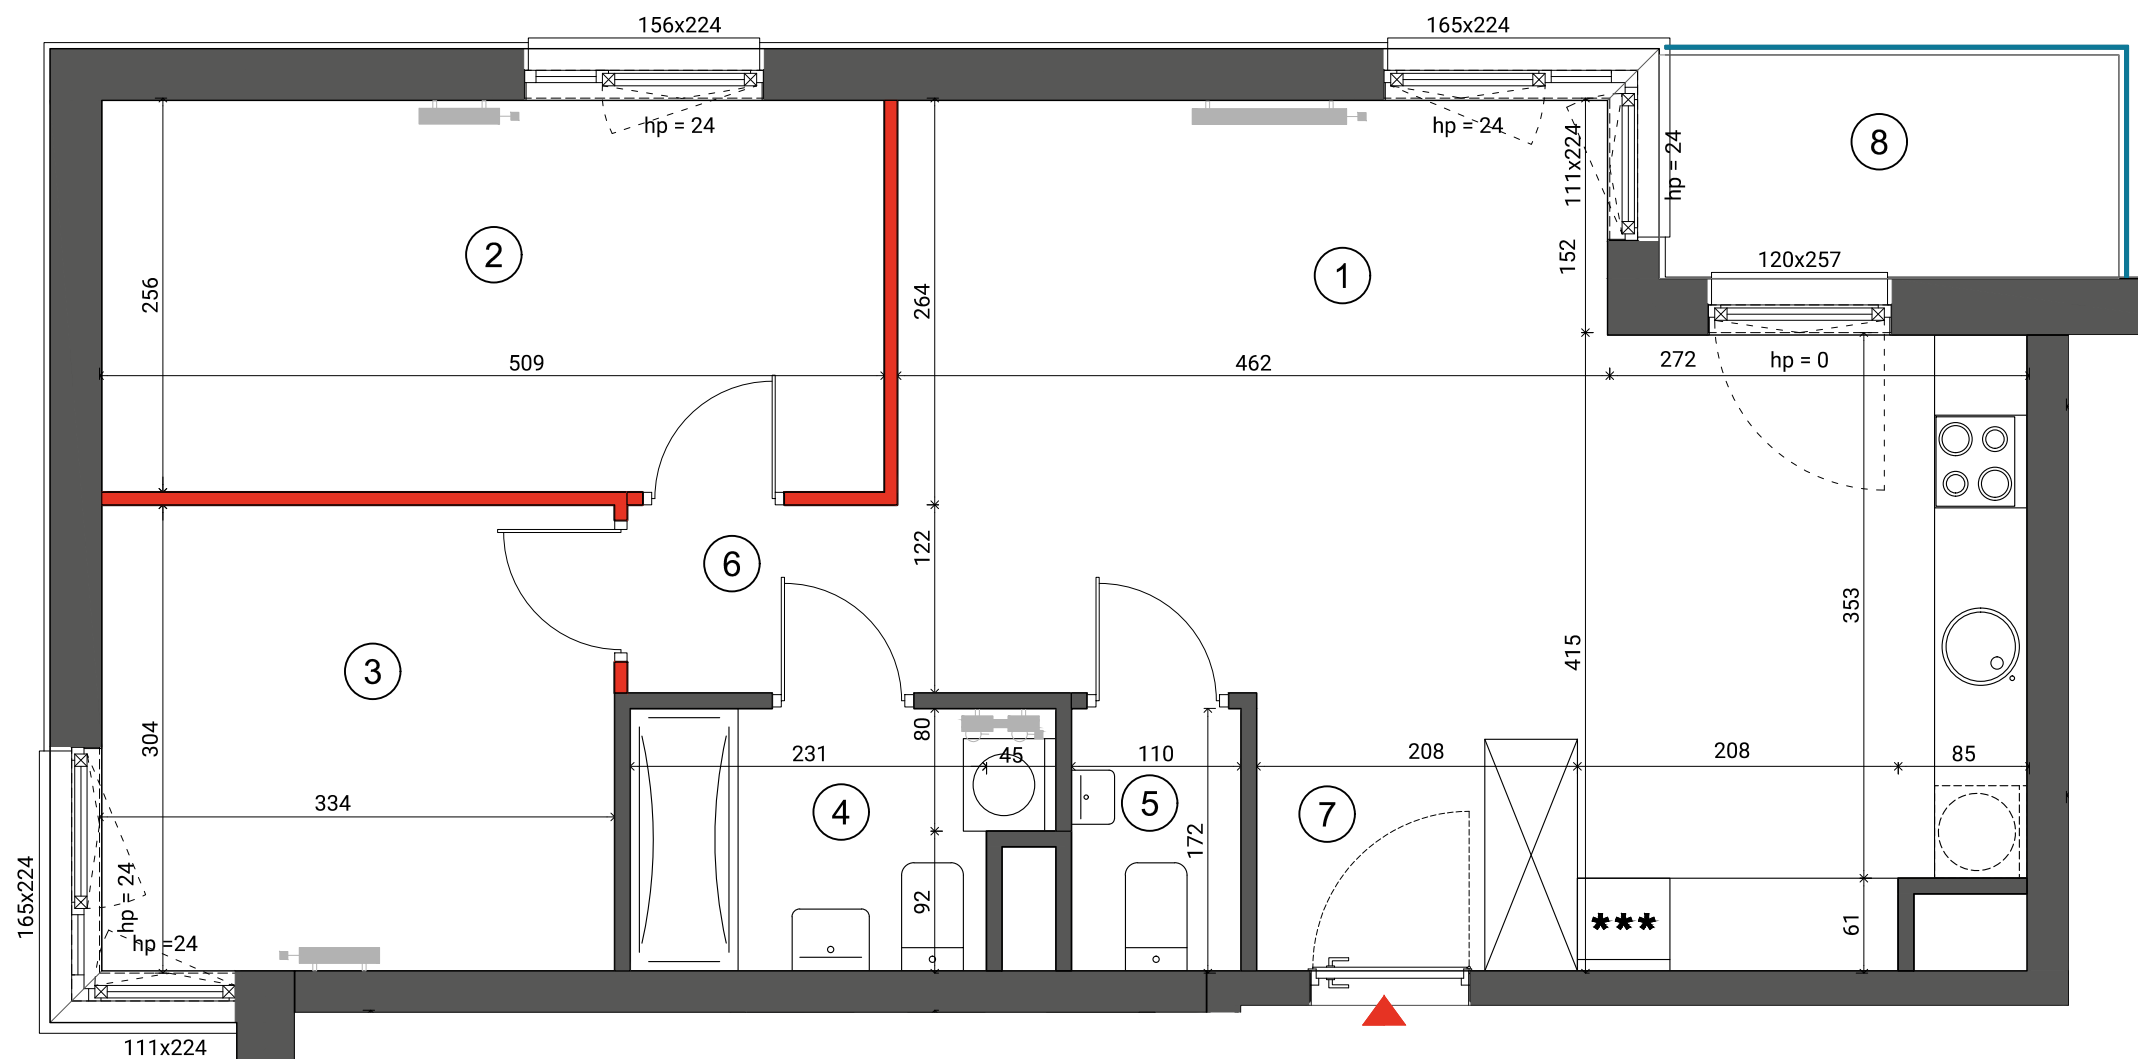 156x224
165x224
hp = 24
hp = 24
111x224
hp = 24
8
2
1
256
264
152
120x257
509
462
272
hp = 0
122
6
353
415
3
304
80
231
45
110
208
208
85
334
4
5
7
172
165x224
hp = 24
92
***
61
hp =24
111x224